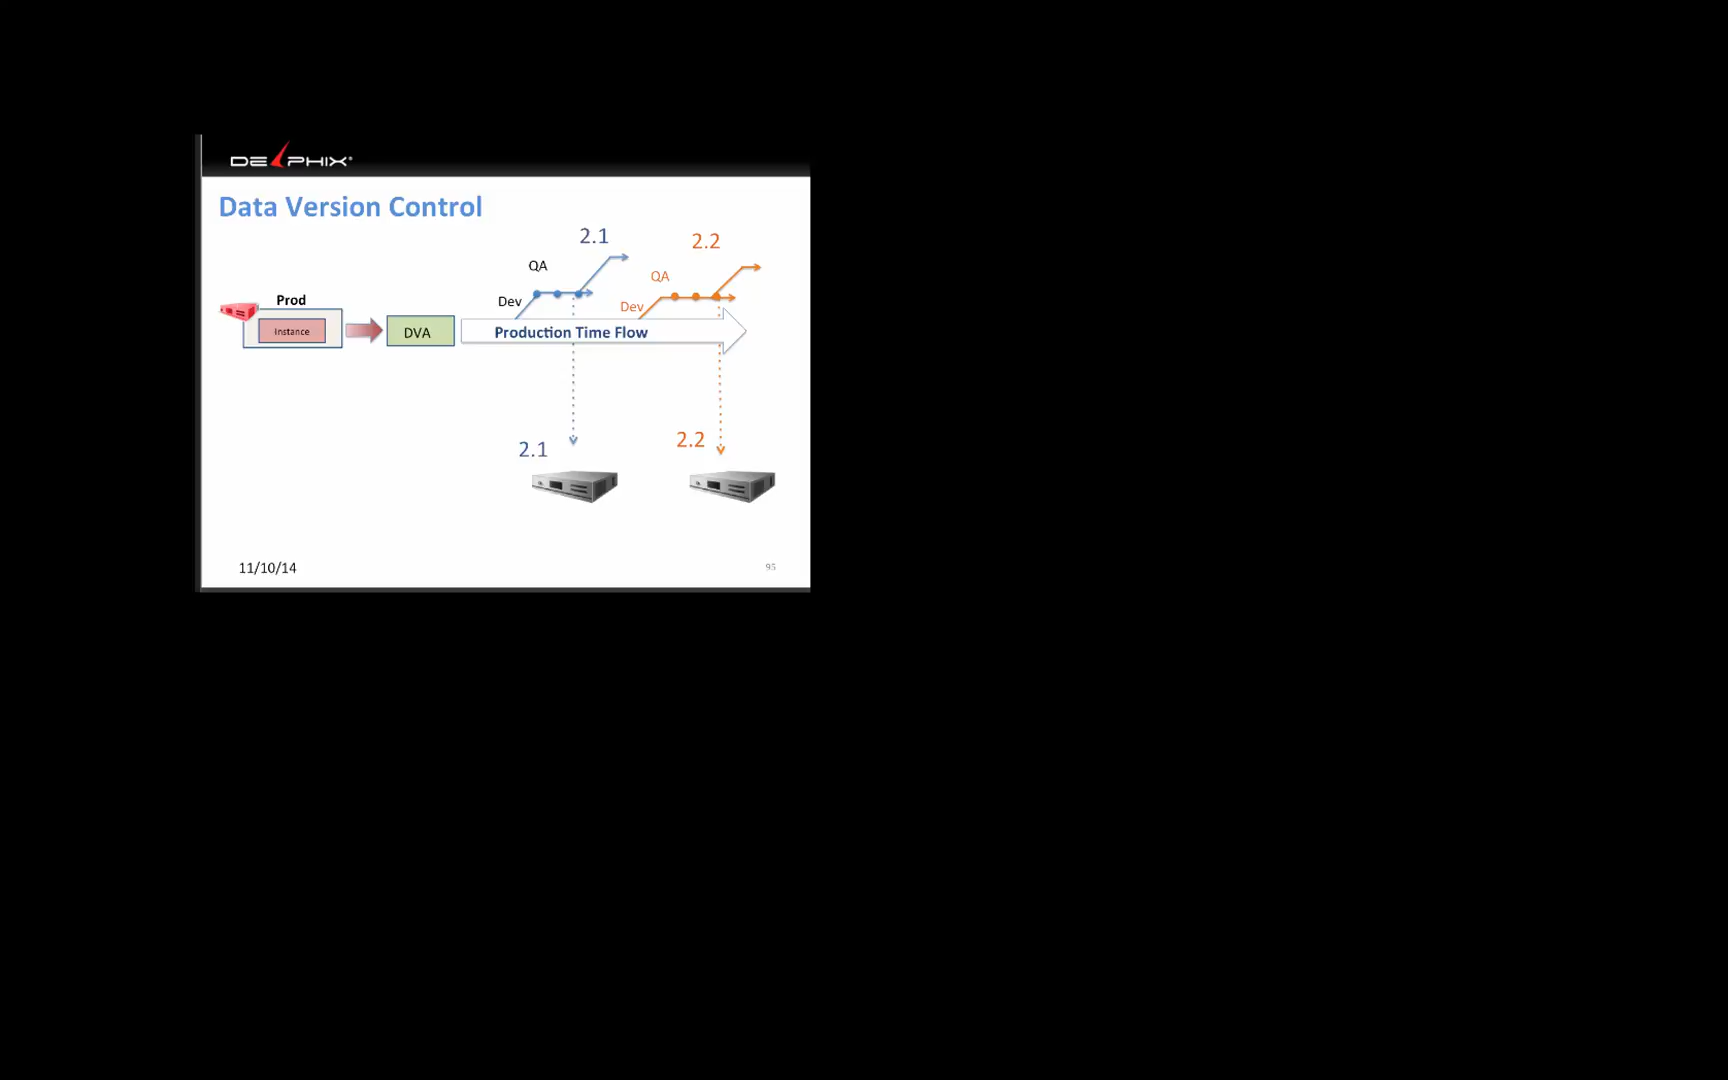 DELPHIX®
Data Version Control
2.1
2.2
QA
QA
Prod
Dev
Dev
Instance
DVA
Production Time Flow
2.1
2.2
11/10/14
95